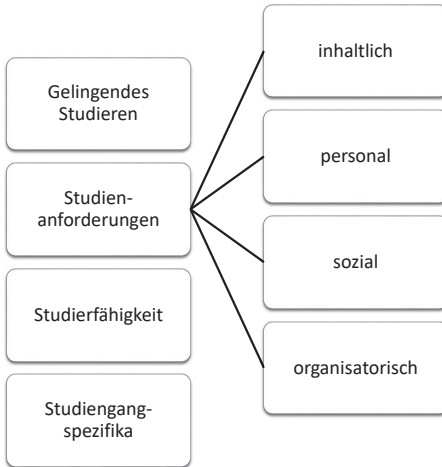 Gelingendes
Studieren
Studien-
anforderungen
Studierfähigkeit
Studiengang-
spezifika
inhaltlich
personal
sozial
organisatorisch